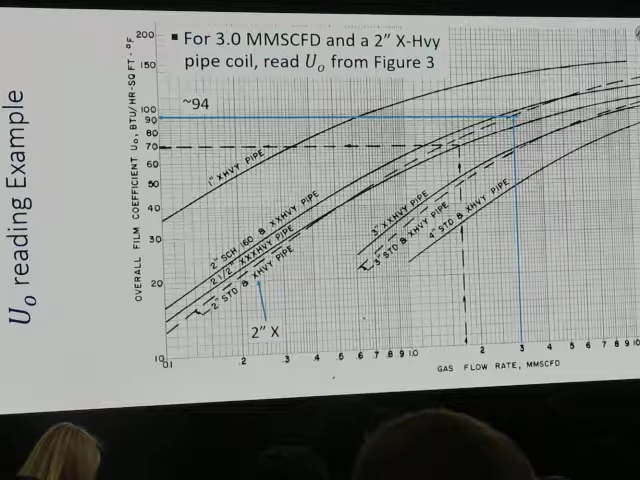 ▪ For 3.0 MMSCFD and a 2” X-Hvy
pipe coil, read Uₒ from Figure 3
Uₒ reading Example
OVERALL FILM COEFFICIENT Uₒ, BTU/HR-SQ FT - °F
200
150
100
90
80
70
60
50
40
30
20
10
~94
1" XHVY PIPE
2" SCH. 160 & XXHVY PIPE
2 1/2" XXXHVY PIPE
2" STD & XHVY PIPE
3" XXHVY PIPE
3" STD & XHVY PIPE
4" STD & XHVY PIPE
2” X
0.1 .2 .3 .4 .5 .6 .7 .8 .9 1.0 2 3 4 5 6 7 8 9 10
GAS FLOW RATE, MMSCFD